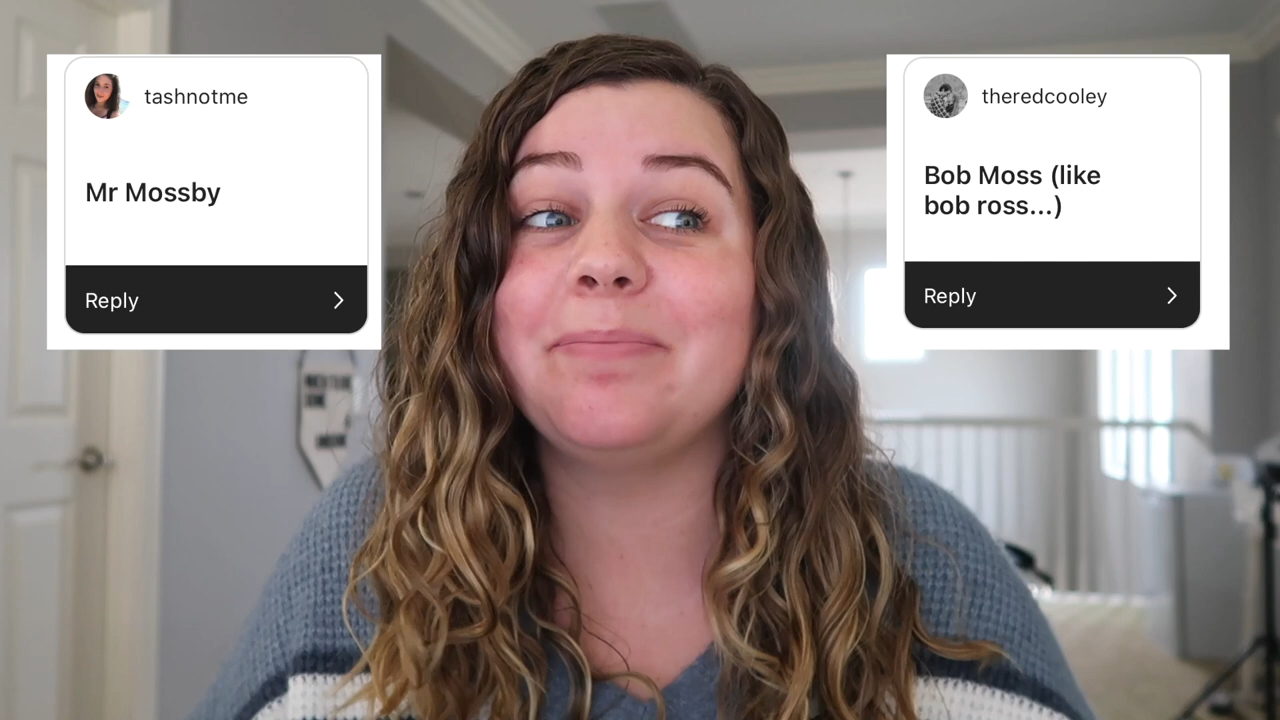 tashnotme
Mr Mossby
Reply
theredcooley
Bob Moss (like
bob ross...)
Reply